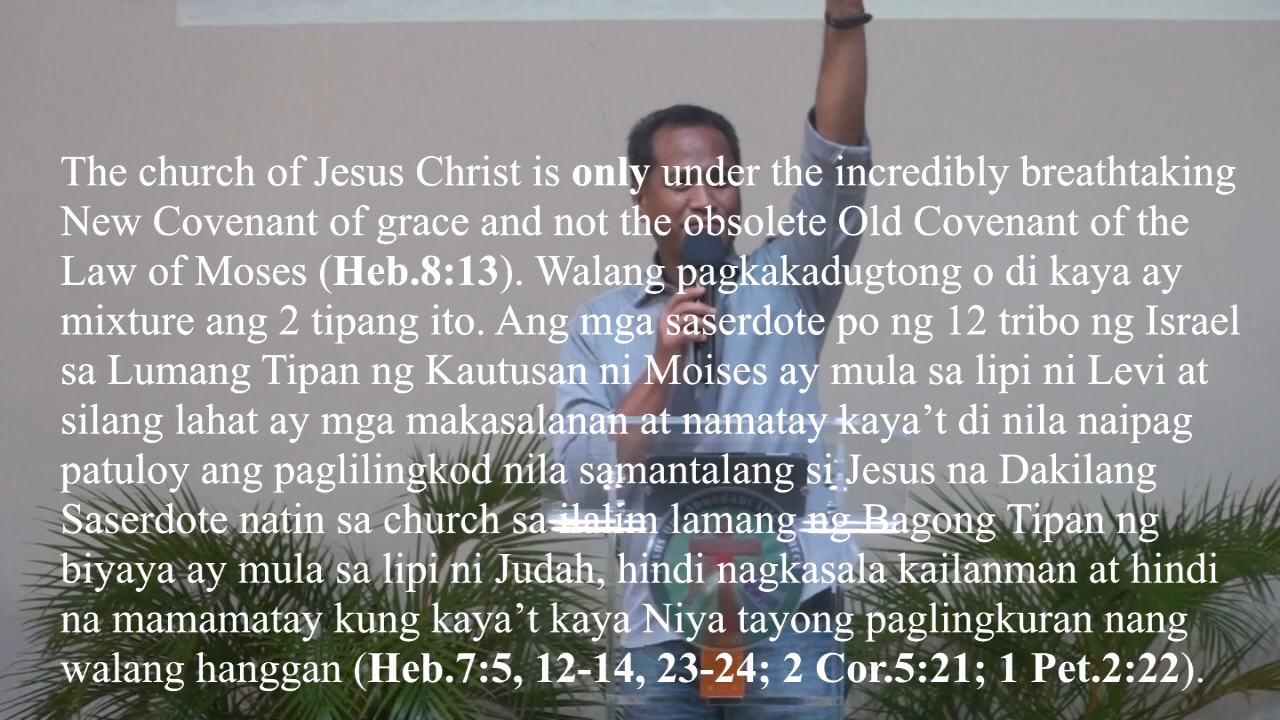 The church of Jesus Christ is only under the incredibly breathtaking
New Covenant of grace and not the obsolete Old Covenant of the
Law of Moses (Heb.8:13). Walang pagkakadugtong o di kaya ay
mixture ang 2 tipang ito. Ang mga saserdote po ng 12 tribo ng Israel
sa Lumang Tipan ng Kautusan ni Moises ay mula sa lipi ni Levi at
silang lahat ay mga makasalanan at namatay kaya’t di nila naipag
patuloy ang paglilingkod nila samantalang si Jesus na Dakilang
Saserdote natin sa church sa ilalim lamang ng Bagong Tipan ng
biyaya ay mula sa lipi ni Judah, hindi nagkasala kailanman at hindi
na mamamatay kung kaya’t kaya Niya tayong paglingkuran nang
walang hanggan (Heb.7:5, 12-14, 23-24; 2 Cor.5:21; 1 Pet.2:22).